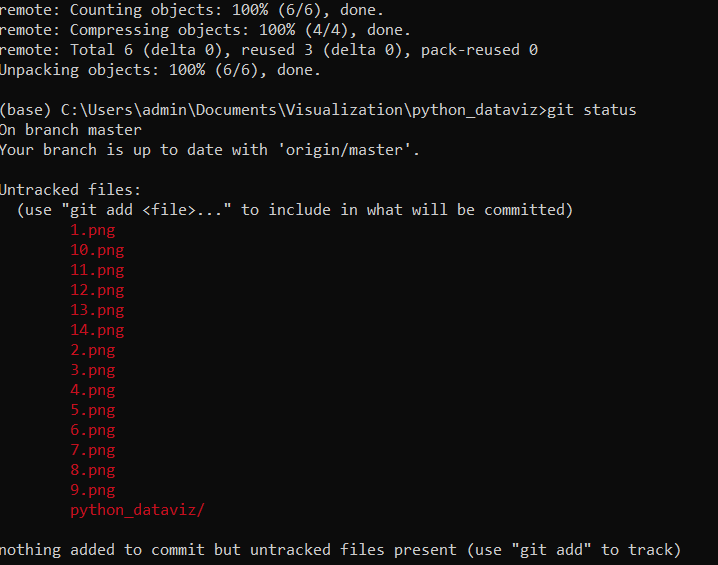 remote: Counting objects: 100% (6/6), done.
remote: Compressing objects: 100% (4/4), done.
remote: Total 6 (delta 0), reused 3 (delta 0), pack-reused 0
Unpacking objects: 100% (6/6), done.
(base) C:\Users\admin\Documents\Visualization\python_dataviz>git status
On branch master
Your branch is up to date with 'origin/master'.
Untracked files:
(use "git add <file>..." to include in what will be committed)
1.png
10.png
11.png
12.png
13.png
14.png
2.png
3.png
4.png
5.png
6.png
7.png
8.png
9.png
python_dataviz/
nothing added to commit but untracked files present (use "git add" to track)